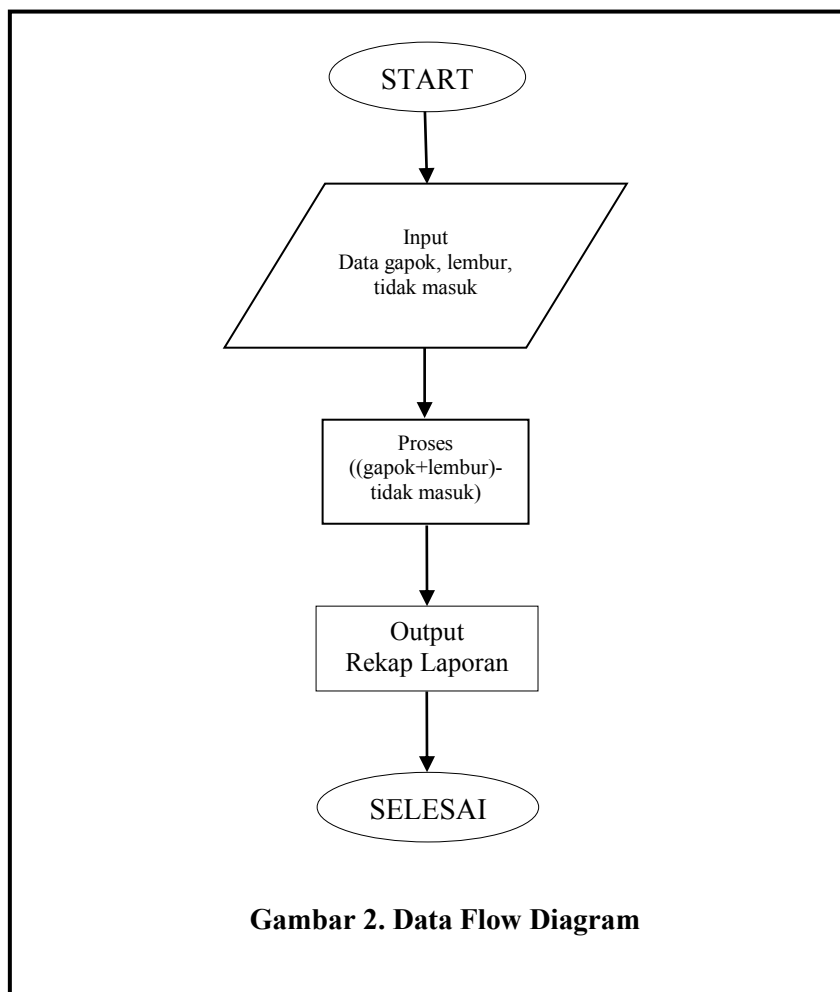 START
Input
Data gapok, lembur,
tidak masuk
Proses
((gapok+lembur)-
tidak masuk)
Output
Rekap Laporan
SELESAI
Gambar 2. Data Flow Diagram